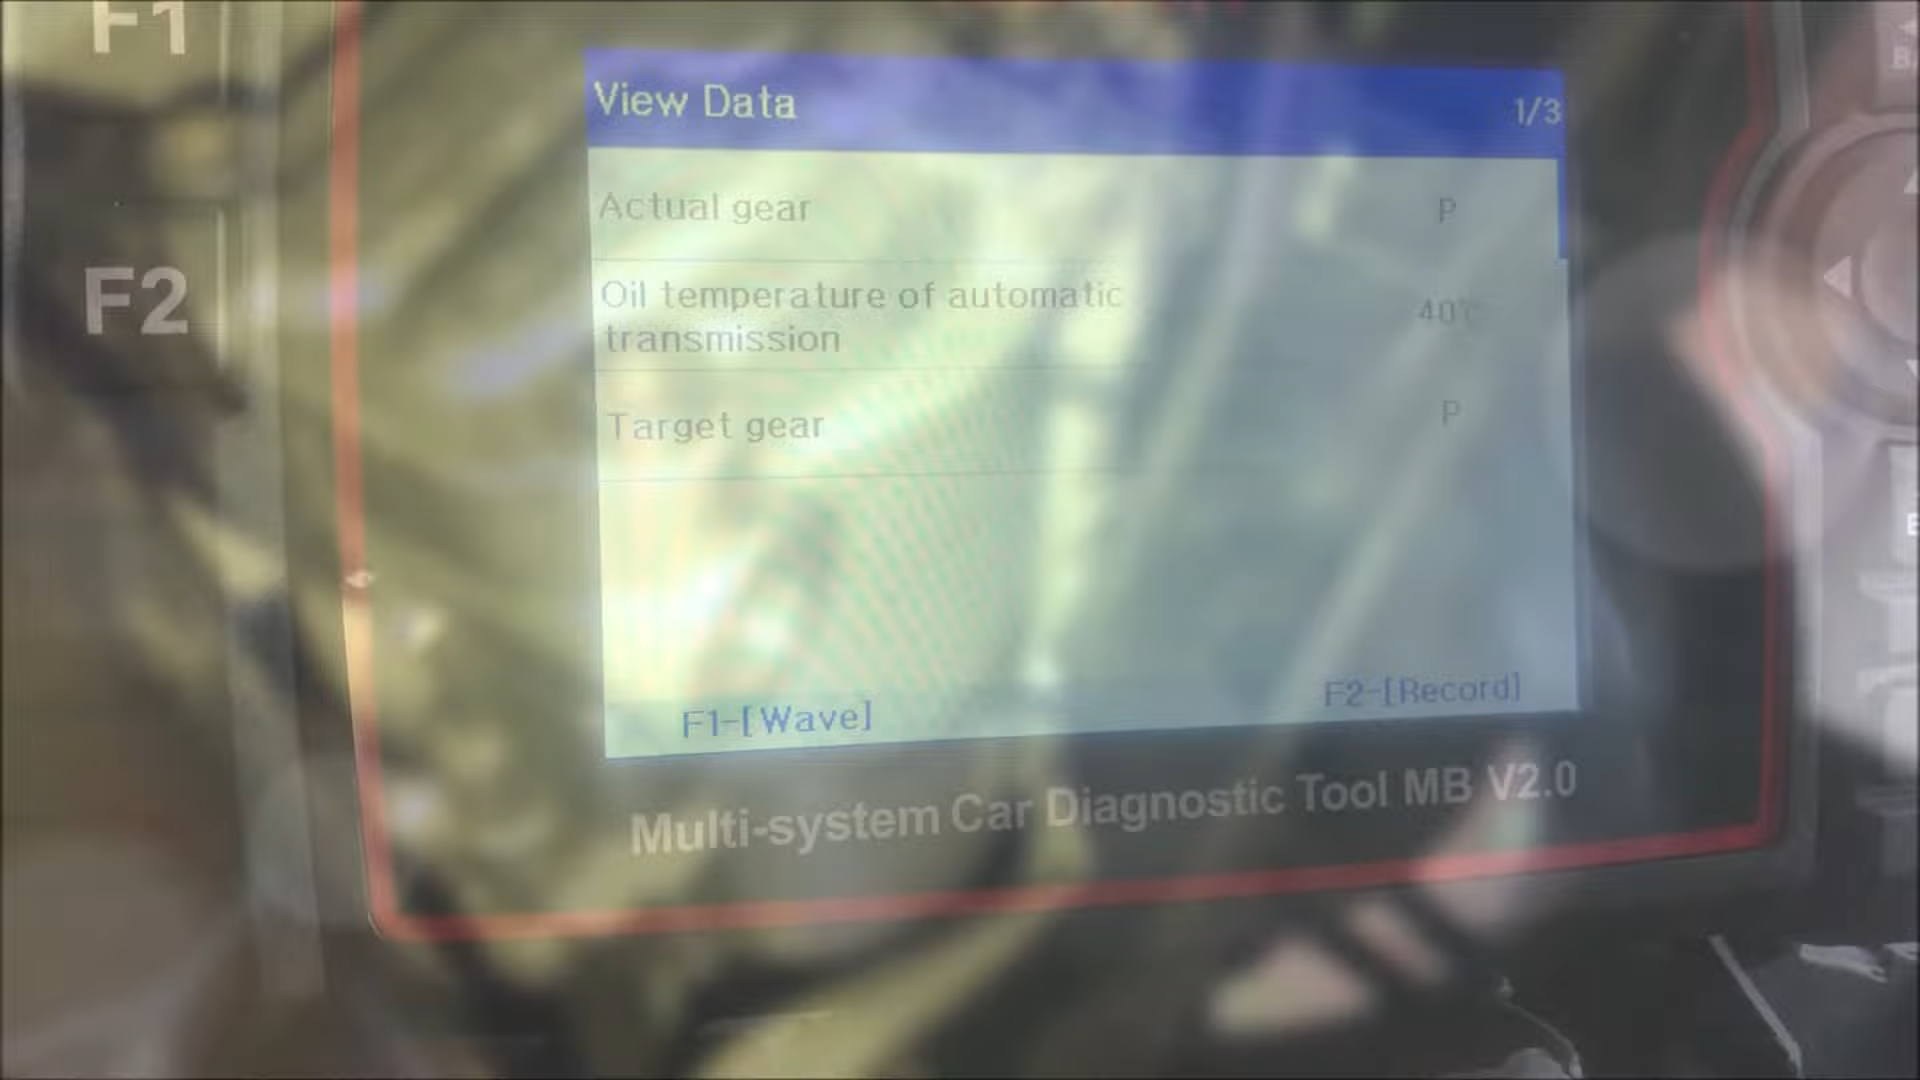 F1
View Data
1/3
Actual gear
P
Oil temperature of automatic
transmission
40℃
Target gear
P
F2
F1-[Wave]
F2-[Record]
Multi-system Car Diagnostic Tool MB V2.0